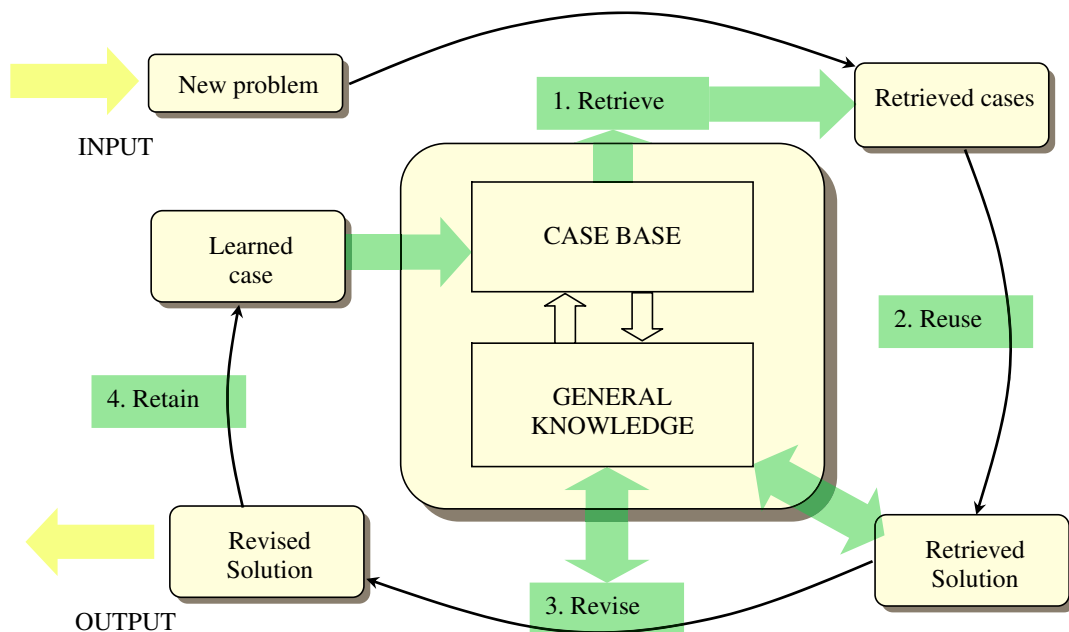 New problem
INPUT
1. Retrieve
Retrieved cases
Learned
case
CASE BASE
2. Reuse
4. Retain
GENERAL
KNOWLEDGE
Revised
Solution
OUTPUT
3. Revise
Retrieved
Solution